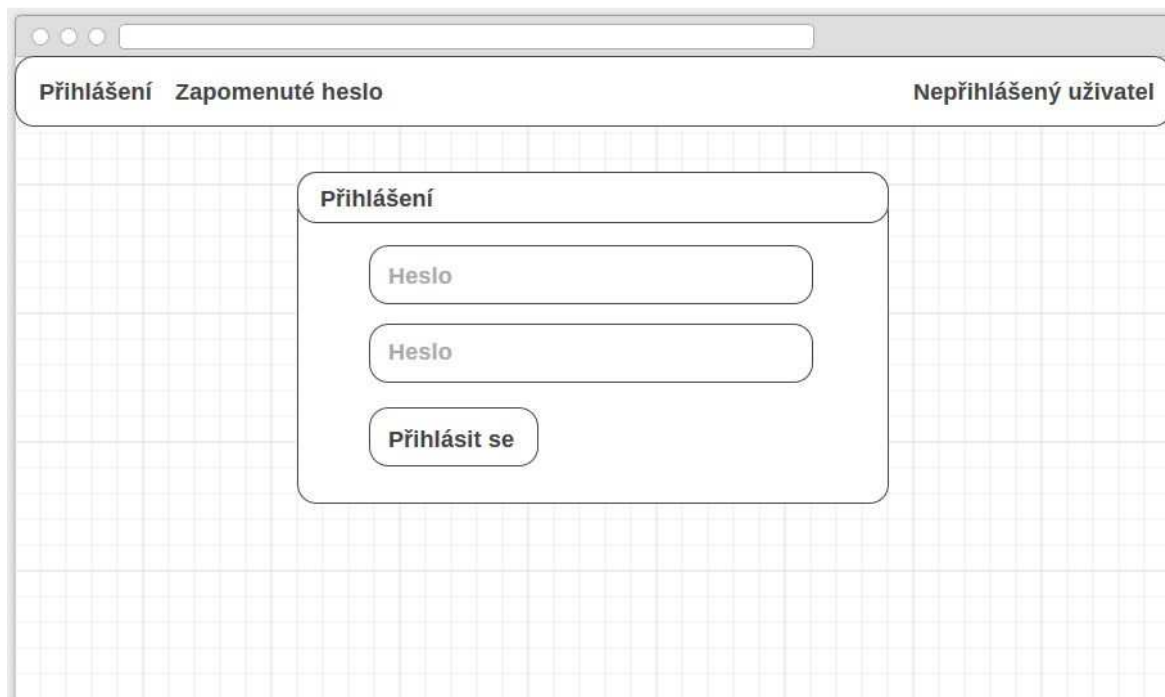 Přihlášení Zapomenuté heslo Nepřihlášený uživatel
Přihlášení
Heslo
Heslo
Přihlásit se